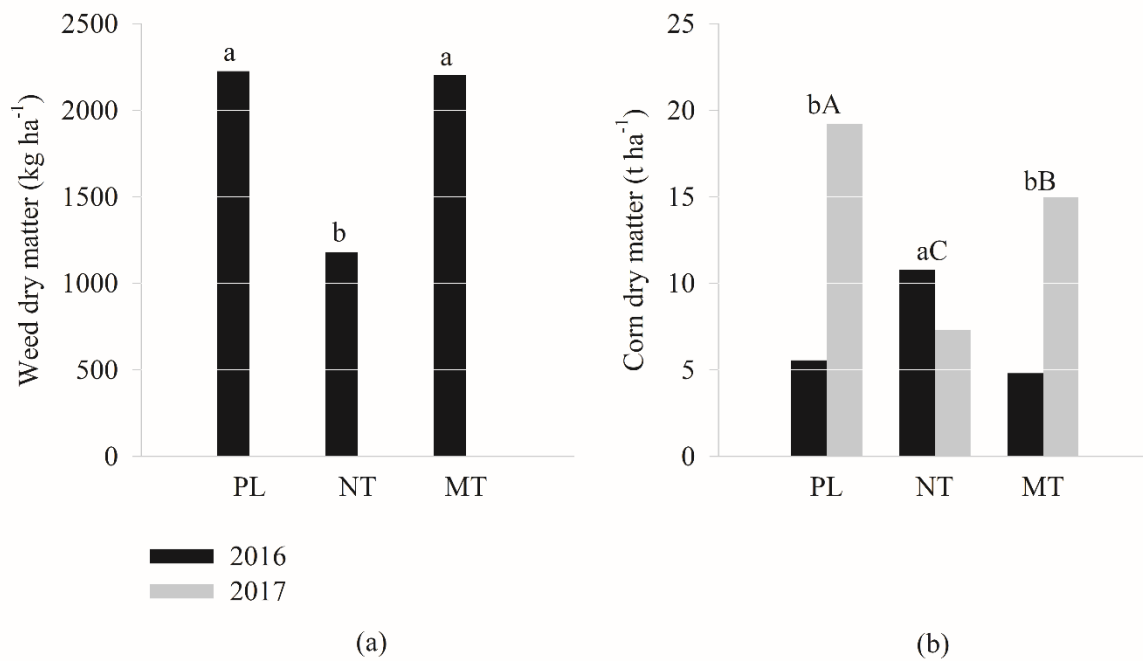 Weed dry matter (kg ha⁻¹)
2500
2000
1500
1000
500
0
a
b
a
PL NT MT
2016
2017
(a)
Corn dry matter (t ha⁻¹)
25
20
15
10
5
0
bA
aC
bB
PL NT MT
(b)